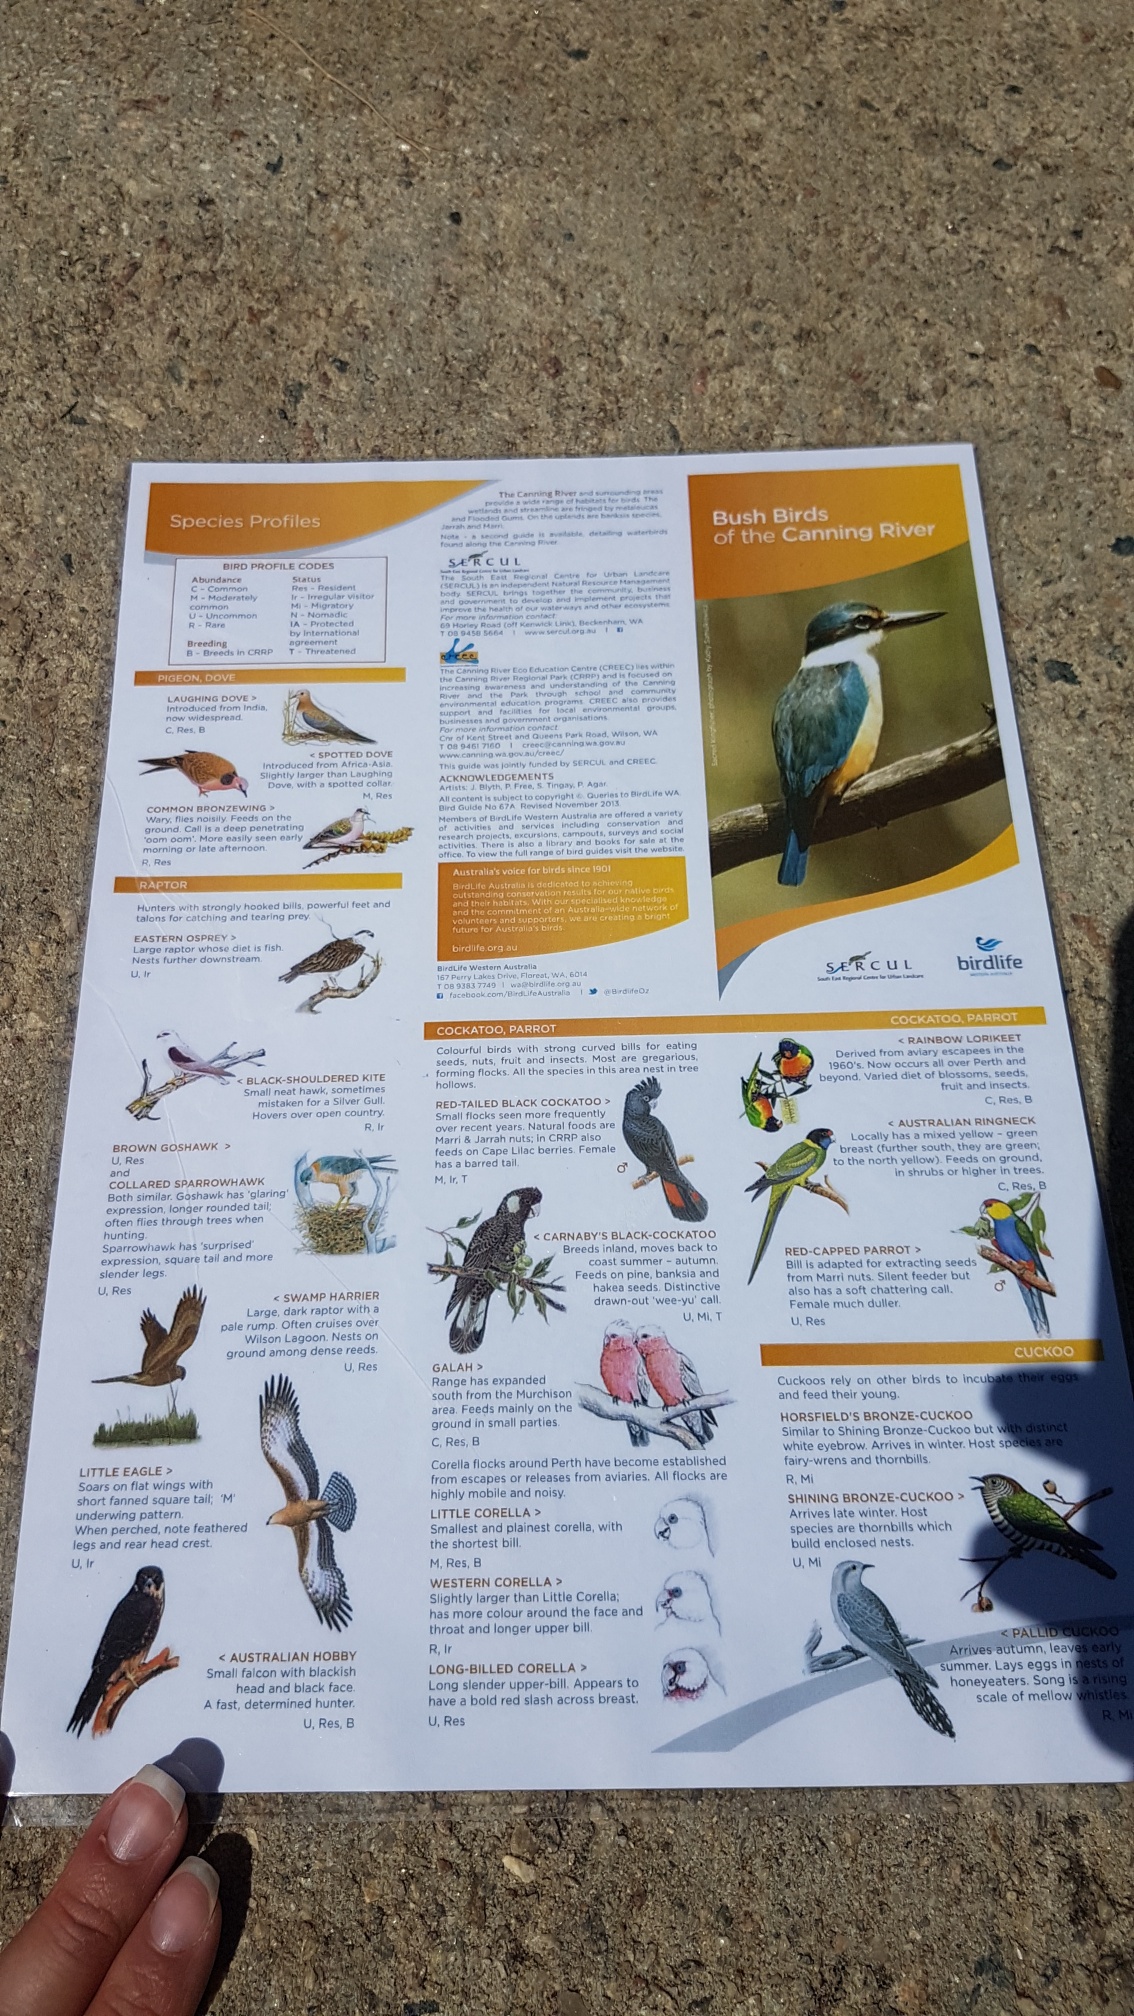 Species Profiles
BIRD PROFILE CODES
Abundance
C - Common
M - Moderately
common
U - Uncommon
R - Rare
Breeding
B - Breeds in CRRP
Status
Res - Resident
Ir - Irregular visitor
Mi - Migratory
N - Nomadic
IA - Protected
by International
agreement
T - Threatened
PIGEON, DOVE
LAUGHING DOVE >
Introduced from India,
now widespread.
C, Res, B
< SPOTTED DOVE
Introduced from Africa-Asia.
Slightly larger than Laughing
Dove, with a spotted collar.
M, Res
COMMON BRONZEWING >
Wary, flies noisily. Feeds on the
ground. Call is a deep penetrating
'oom oom'. More easily seen early
morning or late afternoon.
R, Res
RAPTOR
Hunters with strongly hooked bills, powerful feet and
talons for catching and tearing prey.
EASTERN OSPREY >
Large raptor whose diet is fish.
Nests further downstream.
U, Ir
< BLACK-SHOULDERED KITE
Small neat hawk, sometimes
mistaken for a Silver Gull.
Hovers over open country.
R, Ir
BROWN GOSHAWK >
U, Res
and
COLLARED SPARROWHAWK
Both similar. Goshawk has 'glaring'
expression, longer rounded tail;
often flies through trees when
hunting.
Sparrowhawk has 'surprised'
expression, square tail and more
slender legs.
U, Res
< SWAMP HARRIER
Large, dark raptor with a
pale rump. Often cruises over
Wilson Lagoon. Nests on
ground among dense reeds.
U, Res
LITTLE EAGLE >
Soars on flat wings with
short fanned square tail; 'M'
underwing pattern.
When perched, note feathered
legs and rear head crest.
U, Ir
< AUSTRALIAN HOBBY
Small falcon with blackish
head and black face.
A fast, determined hunter.
U, Res, B
The Canning River and surrounding areas
provide a wide range of habitats for birds. The
wetlands and streamline are fringed by melaleucas
and Flooded Gums. On the uplands are banksia species,
Jarrah and Marri.
Note - a second guide is available, detailing waterbirds
found along the Canning River.
SERCUL
South East Regional Centre for Urban Landcare
The South East Regional Centre for Urban Landcare
(SERCUL) is an independent Natural Resource Management
body. SERCUL brings together the community, business
and government to develop and implement projects that
improve the health of our waterways and other ecosystems.
For more information contact:
69 Horley Road (off Kenwick Link), Beckenham, WA
T 08 9458 5664 | www.sercul.org.au |
creec
The Canning River Eco Education Centre (CREEC) lies within
the Canning River Regional Park (CRRP) and is focused on
increasing awareness and understanding of the Canning
River and the Park through school and community
environmental education programs. CREEC also provides
support and facilities for local environmental groups,
businesses and government organisations.
For more information contact
Cnr of Kent Street and Queens Park Road, Wilson, WA
T 08 9461 7160 | creec@canning.wa.gov.au
www.canning.wa.gov.au/creec/
This guide was jointly funded by SERCUL and CREEC.
ACKNOWLEDGEMENTS
Artists: J. Blyth, P. Free, S. Tingay, P. Agar.
All content is subject to copyright ©. Queries to BirdLife WA.
Bird Guide No 67A. Revised November 2013.
Members of BirdLife Western Australia are offered a variety
of activities and services including conservation and
research projects, excursions, campouts, surveys and social
activities. There is also a library and books for sale at the
office. To view the full range of bird guides visit the website.
Australia's voice for birds since 1901
BirdLife Australia is dedicated to achieving
outstanding conservation results for our native birds
and their habitats. With our specialised knowledge
and the commitment of an Australia-wide network of
volunteers and supporters, we are creating a bright
future for Australia's birds.
birdlife.org.au
BirdLife Western Australia
167 Perry Lakes Drive, Floreat, WA, 6014
T 08 9383 7749 | wa@birdlife.org.au
facebook.com/BirdLifeAustralia | @BirdlifeOz
Bush Birds
of the Canning River
SERCUL
South East Regional Centre for Urban Landcare
birdlife
WESTERN AUSTRALIA
COCKATOO, PARROT
Colourful birds with strong curved bills for eating
seeds, nuts, fruit and insects. Most are gregarious,
forming flocks. All the species in this area nest in tree
hollows.
RED-TAILED BLACK COCKATOO >
Small flocks seen more frequently
over recent years. Natural foods are
Marri & Jarrah nuts; in CRRP also
feeds on Cape Lilac berries. Female
has a barred tail.
M, Ir, T
♂
< CARNABY'S BLACK-COCKATOO
Breeds inland, moves back to
coast summer - autumn.
Feeds on pine, banksia and
hakea seeds. Distinctive
drawn-out 'wee-yu' call.
U, Mi, T
GALAH >
Range has expanded
south from the Murchison
area. Feeds mainly on the
ground in small parties.
C, Res, B
Corella flocks around Perth have become established
from escapes or releases from aviaries. All flocks are
highly mobile and noisy.
LITTLE CORELLA >
Smallest and plainest corella, with
the shortest bill.
M, Res, B
WESTERN CORELLA >
Slightly larger than Little Corella;
has more colour around the face and
throat and longer upper bill.
R, Ir
LONG-BILLED CORELLA >
Long slender upper-bill. Appears to
have a bold red slash across breast.
U, Res
COCKATOO, PARROT
< RAINBOW LORIKEET
Derived from aviary escapees in the
1960's. Now occurs all over Perth and
beyond. Varied diet of blossoms, seeds,
fruit and insects.
C, Res, B
< AUSTRALIAN RINGNECK
Locally has a mixed yellow - green
breast (further south, they are green;
to the north yellow). Feeds on ground,
in shrubs or higher in trees.
C, Res, B
RED-CAPPED PARROT >
Bill is adapted for extracting seeds
from Marri nuts. Silent feeder but
also has a soft chattering call.
Female much duller.
U, Res
♂
CUCKOO
Cuckoos rely on other birds to incubate their eggs
and feed their young.
HORSFIELD'S BRONZE-CUCKOO
Similar to Shining Bronze-Cuckoo but with distinct
white eyebrow. Arrives in winter. Host species are
fairy-wrens and thornbills.
R, Mi
SHINING BRONZE-CUCKOO >
Arrives late winter. Host
species are thornbills which
build enclosed nests.
U, Mi
< PALLID CUCKOO
Arrives autumn, leaves early
summer. Lays eggs in nests of
honeyeaters. Song is a rising
scale of mellow whistles.
R, Mi